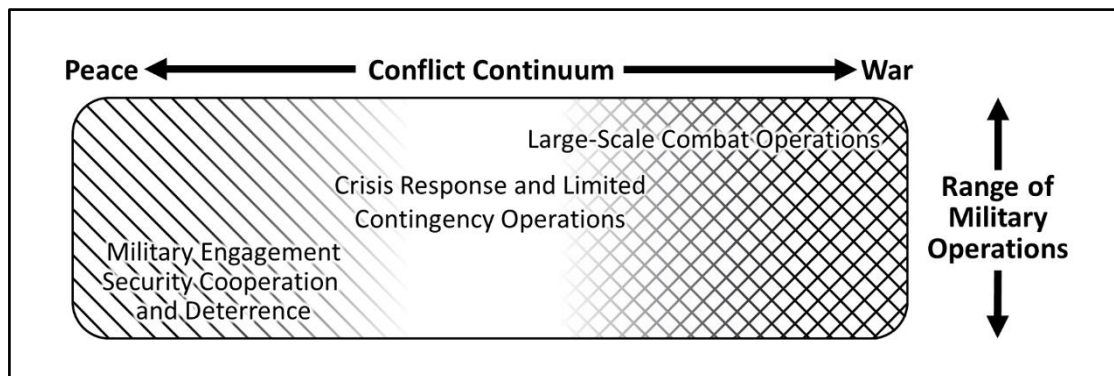 Peace
Conflict Continuum
War
Large-Scale Combat Operations
Crisis Response and Limited
Contingency Operations
Military Engagement
Security Cooperation
and Deterrence
Range of
Military
Operations